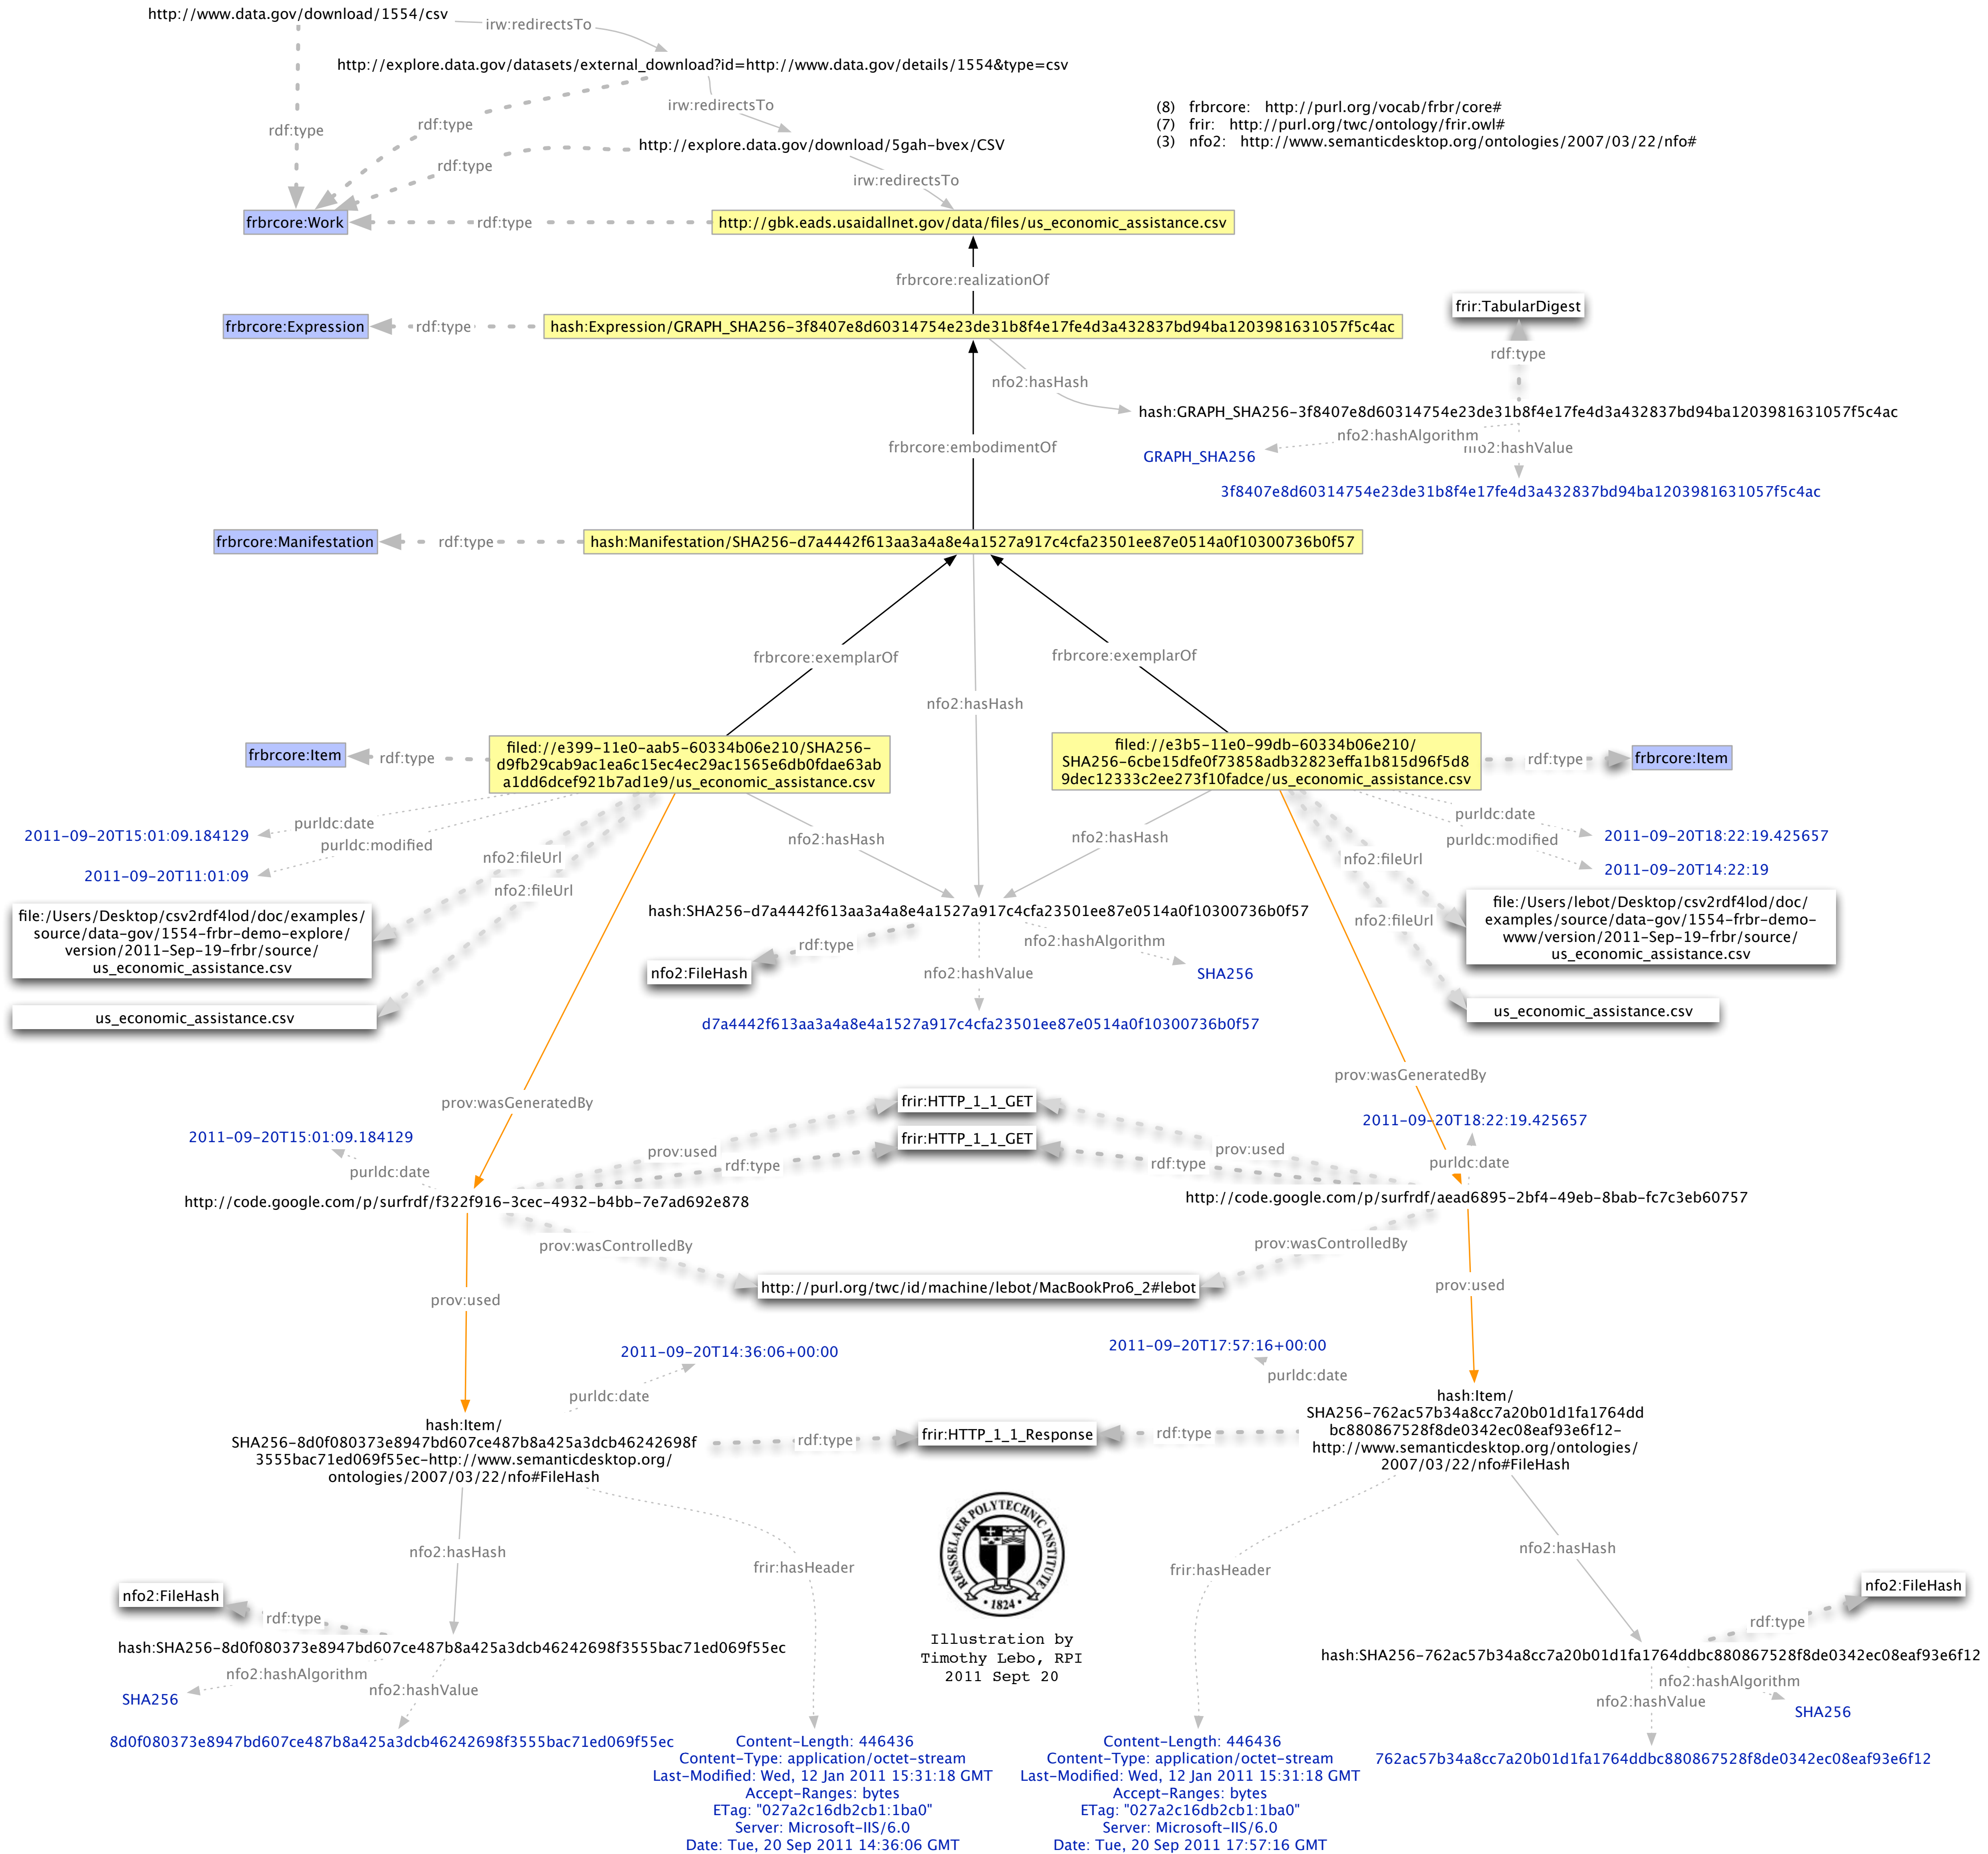 http://www.data.gov/download/1554/csv
irw:redirectsTo
http://explore.data.gov/datasets/external_download?id=http://www.data.gov/details/1554&type=csv
irw:redirectsTo
(8) frbrcore: http://purl.org/vocab/frbr/core#
(7) frir: http://purl.org/twc/ontology/frir.owl#
(3) nfo2: http://www.semanticdesktop.org/ontologies/2007/03/22/nfo#
rdf:type
rdf:type
http://explore.data.gov/download/5gah-bvex/CSV
rdf:type
irw:redirectsTo
frbrcore:Work
rdf:type
http://gbk.eads.usaidallnet.gov/data/files/us_economic_assistance.csv
frbrcore:realizationOf
frir:TabularDigest
frbrcore:Expression
rdf:type
hash:Expression/GRAPH_SHA256-3f8407e8d60314754e23de31b8f4e17fe4d3a432837bd94ba1203981631057f5c4ac
rdf:type
nfo2:hasHash
hash:GRAPH_SHA256-3f8407e8d60314754e23de31b8f4e17fe4d3a432837bd94ba1203981631057f5c4ac
nfo2:hashAlgorithm
nfo2:hashValue
frbrcore:embodimentOf
GRAPH_SHA256
3f8407e8d60314754e23de31b8f4e17fe4d3a432837bd94ba1203981631057f5c4ac
frbrcore:Manifestation
rdf:type
hash:Manifestation/SHA256-d7a4442f613aa3a4a8e4a1527a917c4cfa23501ee87e0514a0f10300736b0f57
frbrcore:exemplarOf
frbrcore:exemplarOf
nfo2:hasHash
frbrcore:Item
rdf:type
filed://e399-11e0-aab5-60334b06e210/SHA256-
d9fb29cab9ac1ea6c15ec4ec29ac1565e6db0fdae63ab
a1dd6dcef921b7ad1e9/us_economic_assistance.csv
filed://e3b5-11e0-99db-60334b06e210/
SHA256-6cbe15dfe0f73858adb32823effa1b815d96f5d8
9dec12333c2ee273f10fadce/us_economic_assistance.csv
rdf:type
frbrcore:Item
purldc:date
2011-09-20T15:01:09.184129
purldc:modified
2011-09-20T11:01:09
nfo2:fileUrl
nfo2:fileUrl
nfo2:hasHash
nfo2:hasHash
purldc:date
2011-09-20T18:22:19.425657
purldc:modified
2011-09-20T14:22:19
nfo2:fileUrl
nfo2:fileUrl
file:/Users/Desktop/csv2rdf4lod/doc/examples/
source/data-gov/1554-frbr-demo-explore/
version/2011-Sep-19-frbr/source/
us_economic_assistance.csv
us_economic_assistance.csv
hash:SHA256-d7a4442f613aa3a4a8e4a1527a917c4cfa23501ee87e0514a0f10300736b0f57
rdf:type
nfo2:hashAlgorithm
nfo2:FileHash
nfo2:hashValue
SHA256
d7a4442f613aa3a4a8e4a1527a917c4cfa23501ee87e0514a0f10300736b0f57
file:/Users/lebot/Desktop/csv2rdf4lod/doc/
examples/source/data-gov/1554-frbr-demo-
www/version/2011-Sep-19-frbr/source/
us_economic_assistance.csv
us_economic_assistance.csv
prov:wasGeneratedBy
prov:wasGeneratedBy
frir:HTTP_1_1_GET
frir:HTTP_1_1_GET
2011-09-20T15:01:09.184129
purldc:date
prov:used
rdf:type
prov:used
rdf:type
2011-09-20T18:22:19.425657
purldc:date
http://code.google.com/p/surfrdf/f322f916-3cec-4932-b4bb-7e7ad692e878
http://code.google.com/p/surfrdf/aead6895-2bf4-49eb-8bab-fc7c3eb60757
prov:wasControlledBy
prov:wasControlledBy
http://purl.org/twc/id/machine/lebot/MacBookPro6_2#lebot
prov:used
prov:used
2011-09-20T14:36:06+00:00
purldc:date
2011-09-20T17:57:16+00:00
purldc:date
hash:Item/
SHA256-8d0f080373e8947bd607ce487b8a425a3dcb46242698f
3555bac71ed069f55ec-http://www.semanticdesktop.org/
ontologies/2007/03/22/nfo#FileHash
rdf:type
frir:HTTP_1_1_Response
rdf:type
hash:Item/
SHA256-762ac57b34a8cc7a20b01d1fa1764dd
bc880867528f8de0342ec08eaf93e6f12-
http://www.semanticdesktop.org/ontologies/
2007/03/22/nfo#FileHash
nfo2:hasHash
frir:hasHeader
RENSSELAER POLYTECHNIC INSTITUTE
1824
frir:hasHeader
nfo2:hasHash
nfo2:FileHash
rdf:type
nfo2:FileHash
rdf:type
Illustration by
Timothy Lebo, RPI
2011 Sept 20
hash:SHA256-8d0f080373e8947bd607ce487b8a425a3dcb46242698f3555bac71ed069f55ec
nfo2:hashAlgorithm
nfo2:hashValue
SHA256
8d0f080373e8947bd607ce487b8a425a3dcb46242698f3555bac71ed069f55ec
hash:SHA256-762ac57b34a8cc7a20b01d1fa1764ddbc880867528f8de0342ec08eaf93e6f12
nfo2:hashAlgorithm
nfo2:hashValue
SHA256
762ac57b34a8cc7a20b01d1fa1764ddbc880867528f8de0342ec08eaf93e6f12
Content-Length: 446436
Content-Type: application/octet-stream
Last-Modified: Wed, 12 Jan 2011 15:31:18 GMT
Accept-Ranges: bytes
ETag: "027a2c16db2cb1:1ba0"
Server: Microsoft-IIS/6.0
Date: Tue, 20 Sep 2011 14:36:06 GMT
Content-Length: 446436
Content-Type: application/octet-stream
Last-Modified: Wed, 12 Jan 2011 15:31:18 GMT
Accept-Ranges: bytes
ETag: "027a2c16db2cb1:1ba0"
Server: Microsoft-IIS/6.0
Date: Tue, 20 Sep 2011 17:57:16 GMT